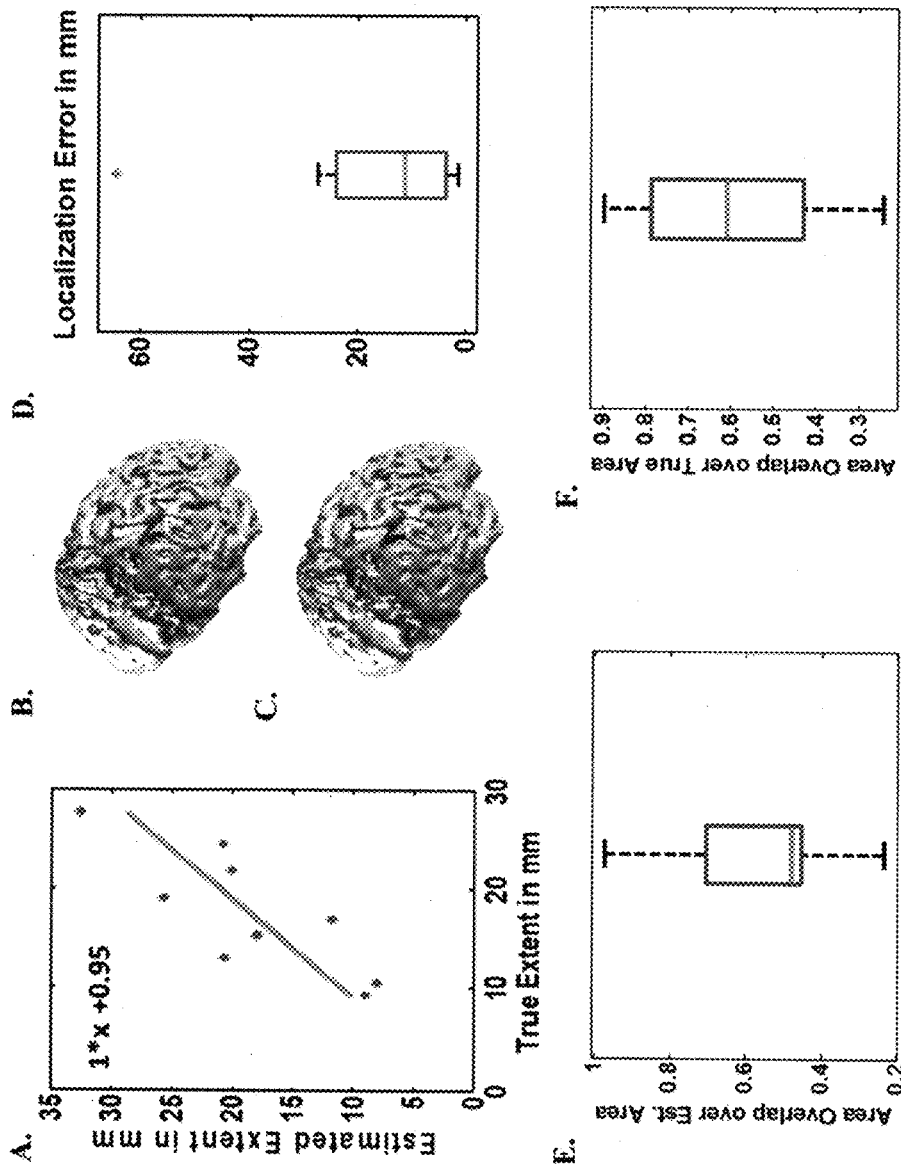 A.
1*x +0.95
35
30
25
20
15
10
5
0
Estimated Extent in mm
0
10
20
30
True Extent in mm
B.
C.
D.
Localization Error in mm
60
40
20
0
E.
1
0.8
0.6
0.4
0.2
Area Overlap over Est. Area
F.
0.9
0.8
0.7
0.6
0.5
0.4
0.3
Area Overlap over True Area